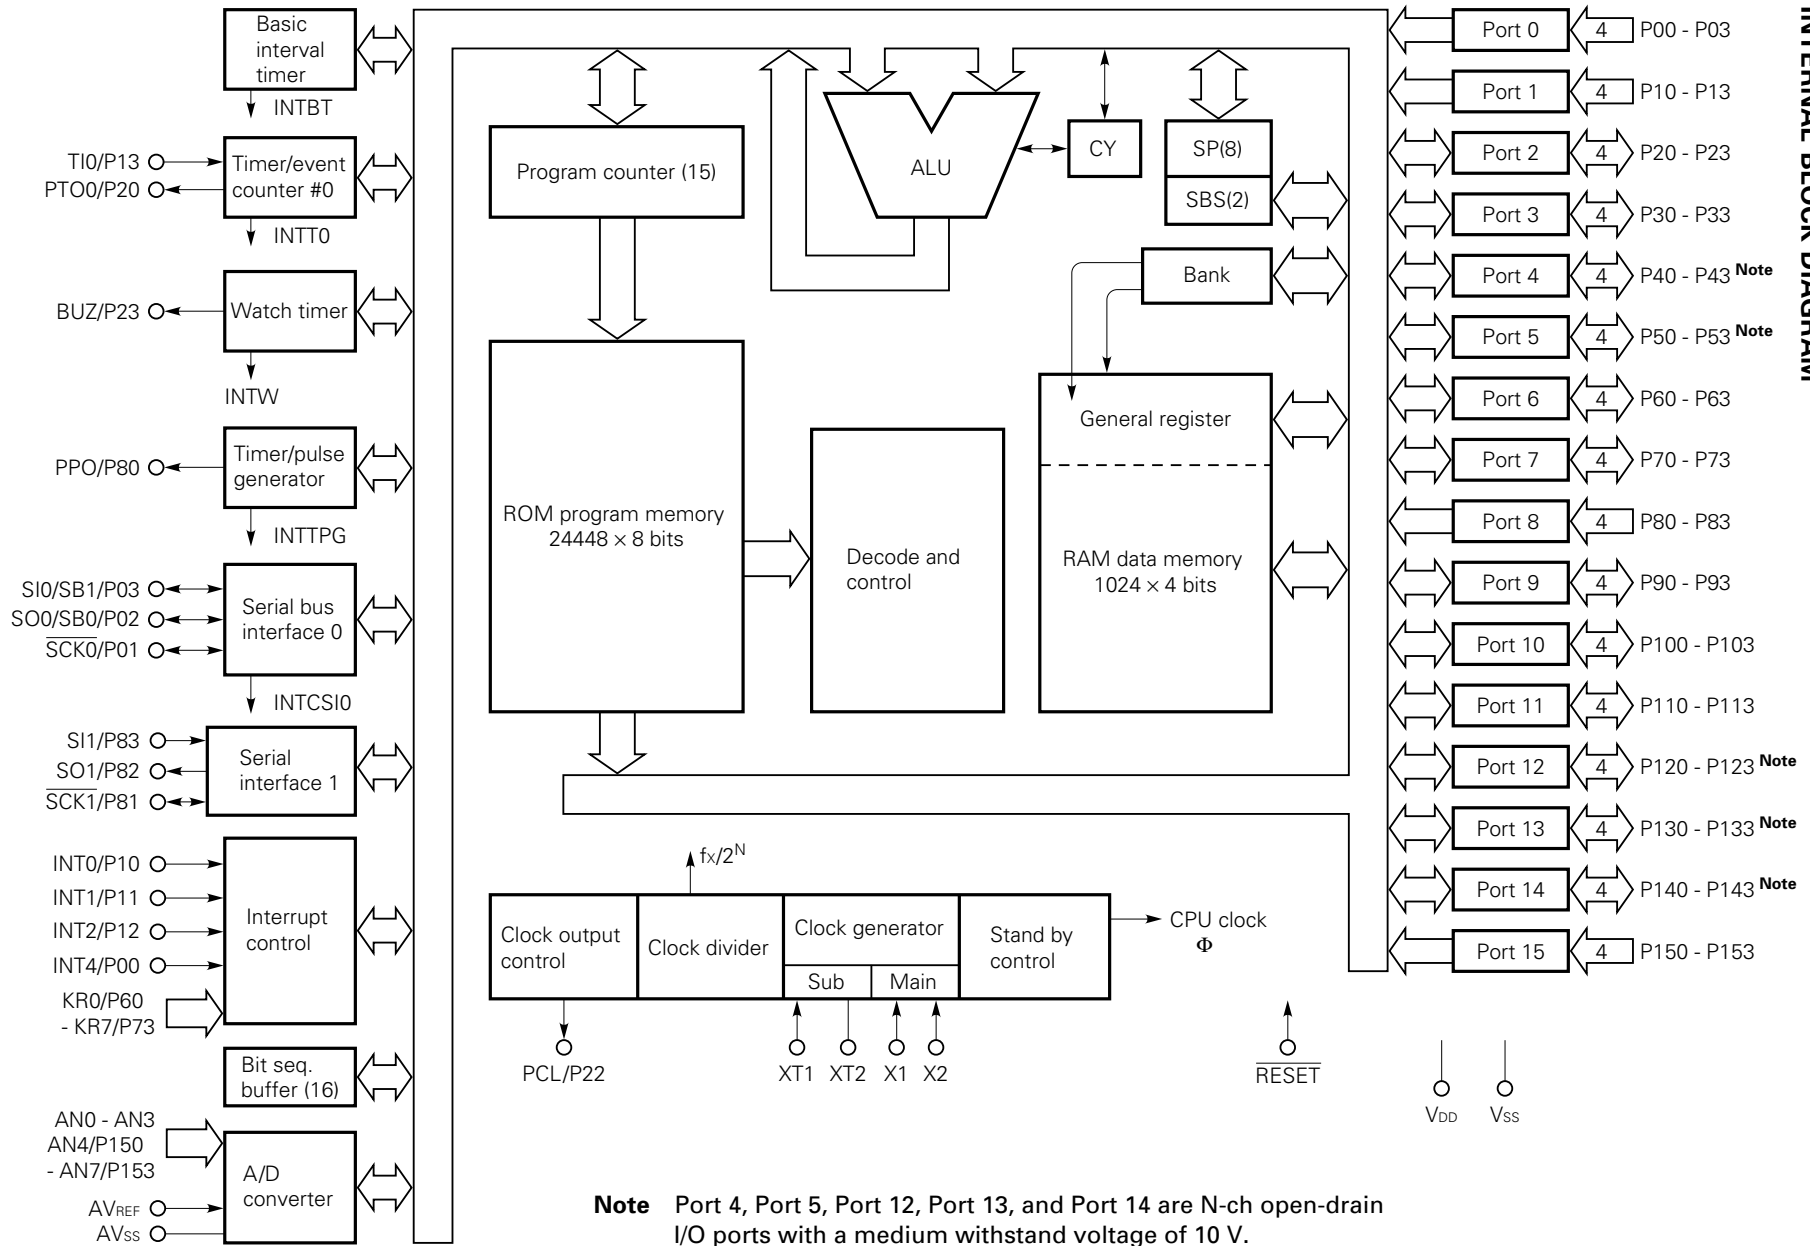 INTERNAL BLOCK DIAGRAM
Basic
interval
timer
INTBT
TI0/P13
PTO0/P20
Timer/event
counter #0
INTT0
BUZ/P23
Watch timer
INTW
PPO/P80
Timer/pulse
generator
INTTPG
SI0/SB1/P03
SO0/SB0/P02
SCK0/P01
Serial bus
interface 0
INTCSI0
SI1/P83
SO1/P82
SCK1/P81
Serial
interface 1
INT0/P10
INT1/P11
INT2/P12
INT4/P00
KR0/P60
- KR7/P73
Interrupt
control
Bit seq.
buffer (16)
AN0 - AN3
AN4/P150
- AN7/P153
AVREF
AVSS
A/D
converter
Program counter (15)
ALU
CY
SP(8)
SBS(2)
Bank
ROM program memory
24448 × 8 bits
Decode and
control
General register
RAM data memory
1024 × 4 bits
fX/2N
Clock output
control
Clock divider
Clock generator
Sub
Main
Stand by
control
CPU clock
Φ
PCL/P22
XT1
XT2
X1
X2
RESET
VDD
VSS
Port 0 4 P00 - P03
Port 1 4 P10 - P13
Port 2 4 P20 - P23
Port 3 4 P30 - P33
Port 4 4 P40 - P43 Note
Port 5 4 P50 - P53 Note
Port 6 4 P60 - P63
Port 7 4 P70 - P73
Port 8 4 P80 - P83
Port 9 4 P90 - P93
Port 10 4 P100 - P103
Port 11 4 P110 - P113
Port 12 4 P120 - P123 Note
Port 13 4 P130 - P133 Note
Port 14 4 P140 - P143 Note
Port 15 4 P150 - P153
Note Port 4, Port 5, Port 12, Port 13, and Port 14 are N-ch open-drain
I/O ports with a medium withstand voltage of 10 V.